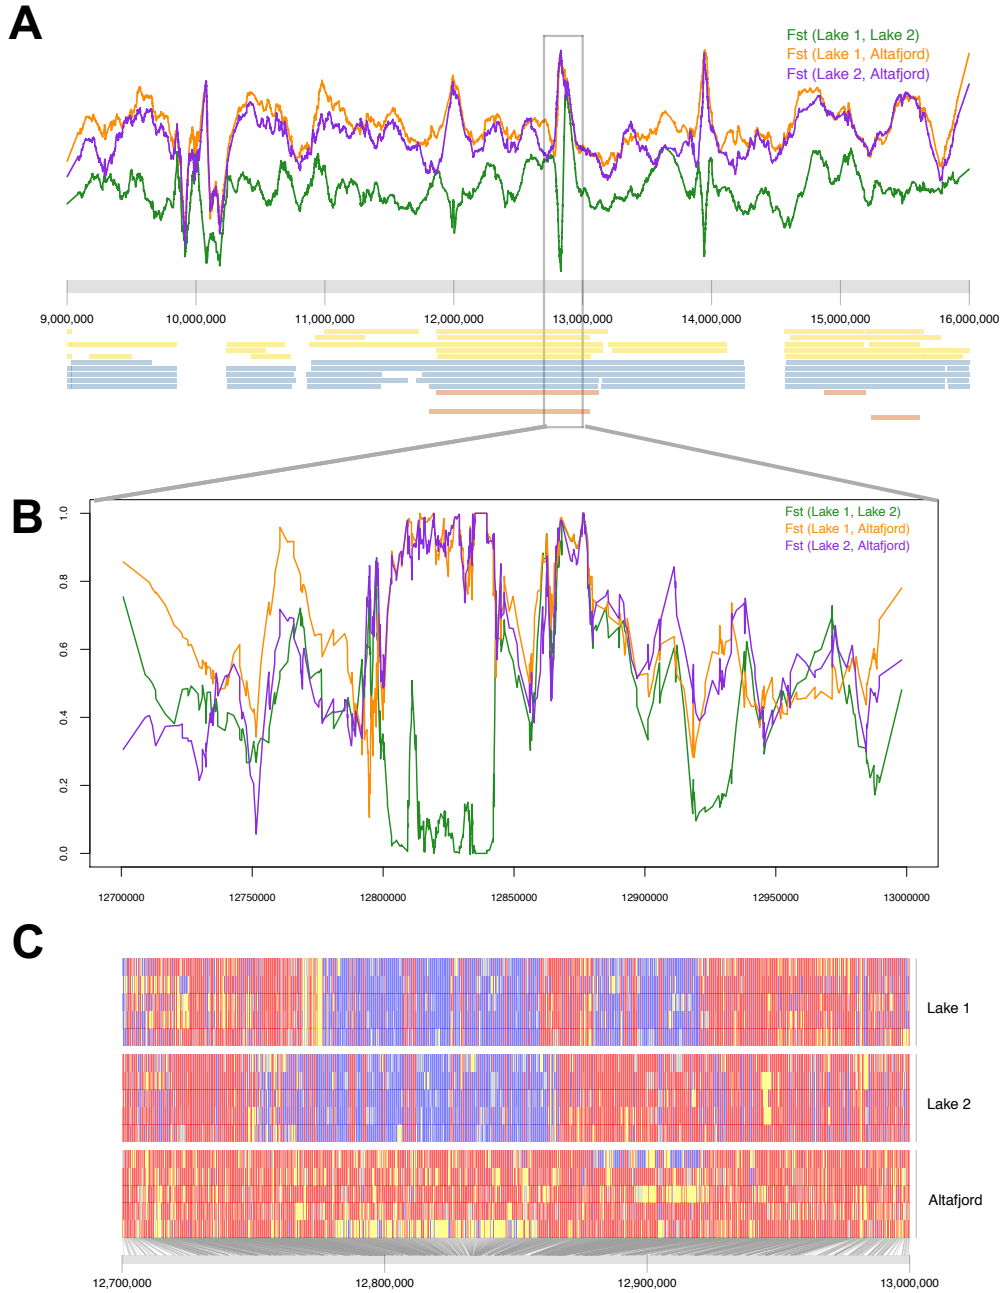 A
Fst (Lake 1, Lake 2)
Fst (Lake 1, Altafjord)
Fst (Lake 2, Altafjord)
9,000,000 10,000,000 11,000,000 12,000,000 13,000,000 14,000,000 15,000,000 16,000,000
B
Fst (Lake 1, Lake 2)
Fst (Lake 1, Altafjord)
Fst (Lake 2, Altafjord)
1.0
0.8
0.6
0.4
0.2
0.0
12700000 12750000 12800000 12850000 12900000 12950000 13000000
C
Lake 1
Lake 2
Altafjord
12,700,000 12,800,000 12,900,000 13,000,000